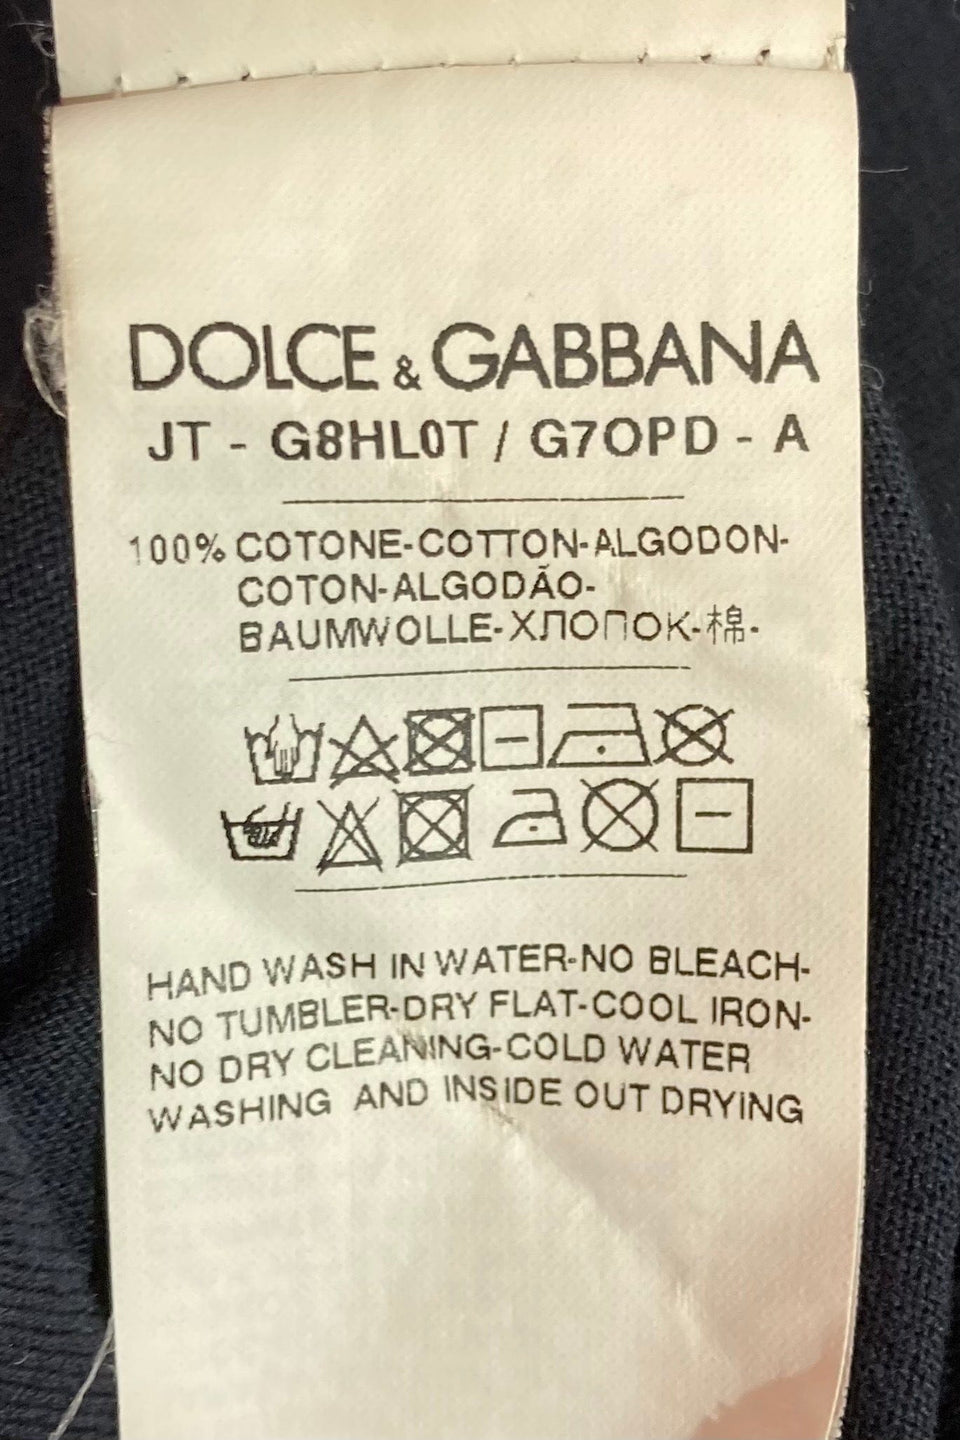 DOLCE & GABBANA
JT - G8HL0T / G7OPD - A
100% COTONE-COTTON-ALGODON-
COTON-ALGODÃO-
BAUMWOLLE-ХЛОПОК-棉-
HAND WASH IN WATER-NO BLEACH-
NO TUMBLER-DRY FLAT-COOL IRON-
NO DRY CLEANING-COLD WATER
WASHING AND INSIDE OUT DRYING